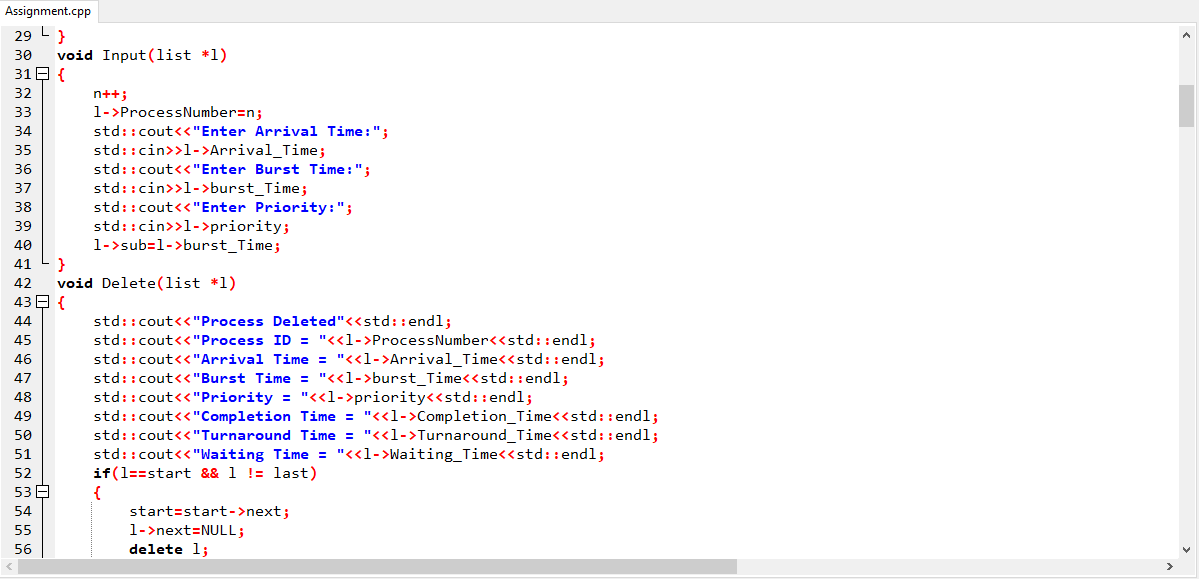 Assignment.cpp
29 }
30 void Input(list *l)
31 {
32 n++;
33 l->ProcessNumber=n;
34 std::cout<<"Enter Arrival Time:";
35 std::cin>>l->Arrival_Time;
36 std::cout<<"Enter Burst Time:";
37 std::cin>>l->burst_Time;
38 std::cout<<"Enter Priority:";
39 std::cin>>l->priority;
40 l->sub=l->burst_Time;
41 }
42 void Delete(list *l)
43 {
44 std::cout<<"Process Deleted"<<std::endl;
45 std::cout<<"Process ID = "<<l->ProcessNumber<<std::endl;
46 std::cout<<"Arrival Time = "<<l->Arrival_Time<<std::endl;
47 std::cout<<"Burst Time = "<<l->burst_Time<<std::endl;
48 std::cout<<"Priority = "<<l->priority<<std::endl;
49 std::cout<<"Completion Time = "<<l->Completion_Time<<std::endl;
50 std::cout<<"Turnaround Time = "<<l->Turnaround_Time<<std::endl;
51 std::cout<<"Waiting Time = "<<l->Waiting_Time<<std::endl;
52 if(l==start && l != last)
53 {
54 start=start->next;
55 l->next=NULL;
56 delete l;